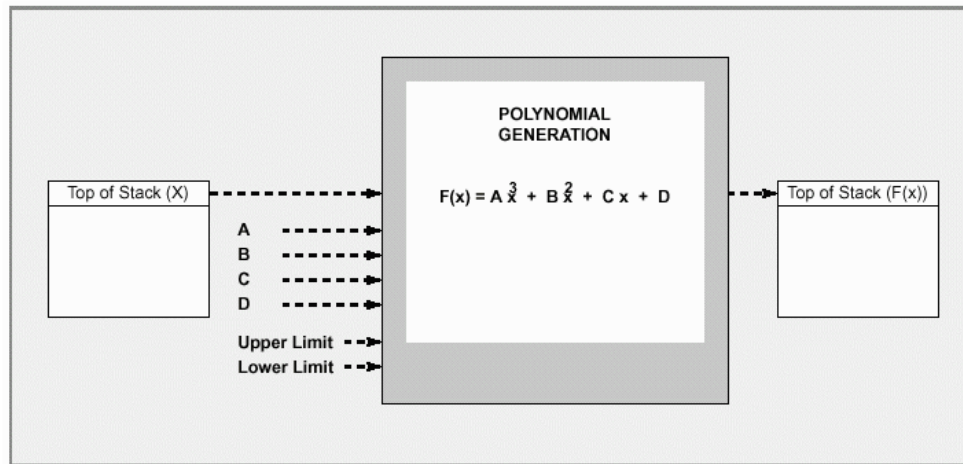 POLYNOMIAL
GENERATION
Top of Stack (X)
F(x) = A x³ + B x² + C x + D
Top of Stack (F(x))
A
B
C
D
Upper Limit
Lower Limit